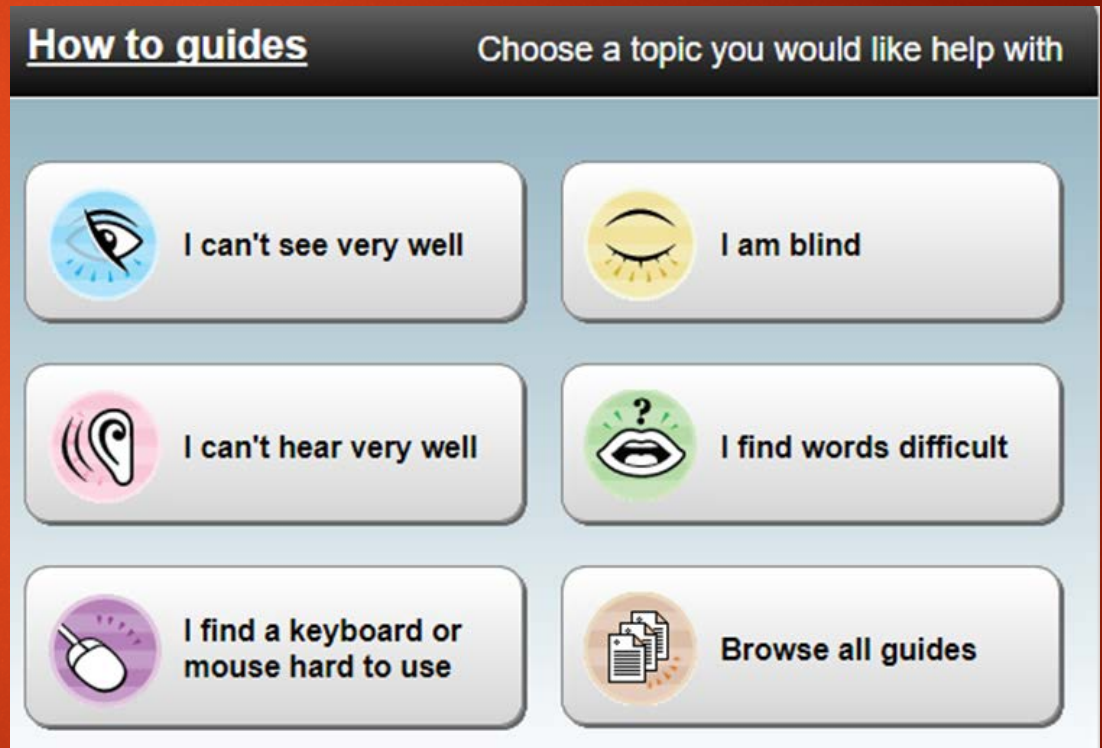 How to guides
Choose a topic you would like help with
I can't see very well
I am blind
I can't hear very well
?
I find words difficult
I find a keyboard or
mouse hard to use
Browse all guides